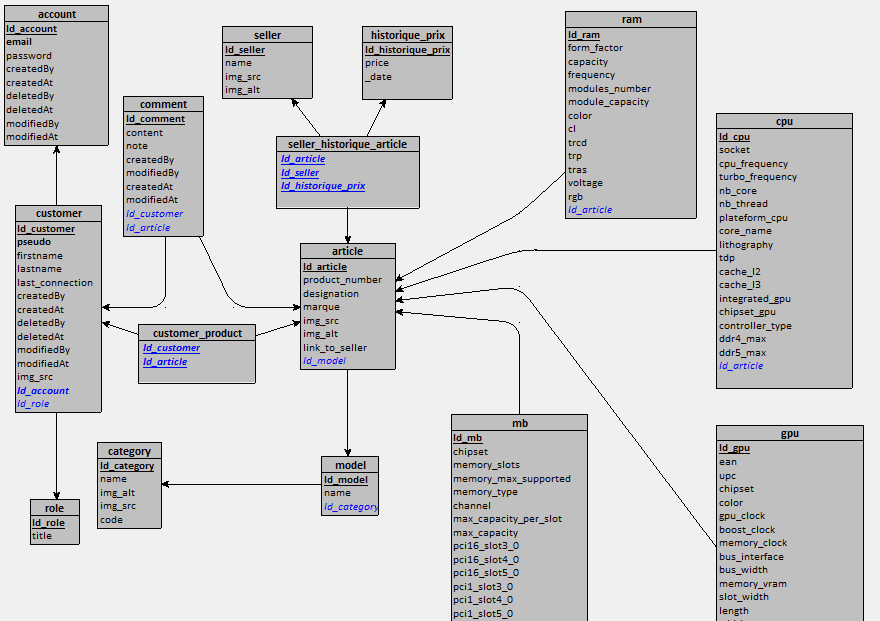 account
Id_account
email
password
createdBy
createdAt
deletedBy
deletedAt
modifiedBy
modifiedAt
seller
Id_seller
name
img_src
img_alt
historique_prix
Id_historique_prix
price
_date
ram
Id_ram
form_factor
capacity
frequency
modules_number
module_capacity
color
cl
trcd
trp
tras
voltage
rgb
Id_article
comment
Id_comment
content
note
createdBy
modifiedBy
createdAt
modifiedAt
Id_customer
Id_article
seller_historique_article
Id_article
Id_seller
Id_historique_prix
cpu
Id_cpu
socket
cpu_frequency
turbo_frequency
nb_core
nb_thread
plateform_cpu
core_name
lithography
tdp
cache_l2
cache_l3
integrated_gpu
chipset_gpu
controller_type
ddr4_max
ddr5_max
Id_article
customer
Id_customer
pseudo
firstname
lastname
last_connection
createdBy
createdAt
deletedBy
deletedAt
modifiedBy
modifiedAt
img_src
Id_account
Id_role
article
Id_article
product_number
designation
marque
img_src
img_alt
link_to_seller
Id_model
customer_product
Id_customer
Id_article
category
Id_category
name
img_alt
img_src
code
model
Id_model
name
Id_category
role
Id_role
title
mb
Id_mb
chipset
memory_slots
memory_max_supported
memory_type
channel
max_capacity_per_slot
max_capacity
pci16_slot3_0
pci16_slot4_0
pci16_slot5_0
pci1_slot3_0
pci1_slot4_0
pci1_slot5_0
gpu
Id_gpu
ean
upc
chipset
color
gpu_clock
boost_clock
memory_clock
bus_interface
bus_width
memory_vram
slot_width
length